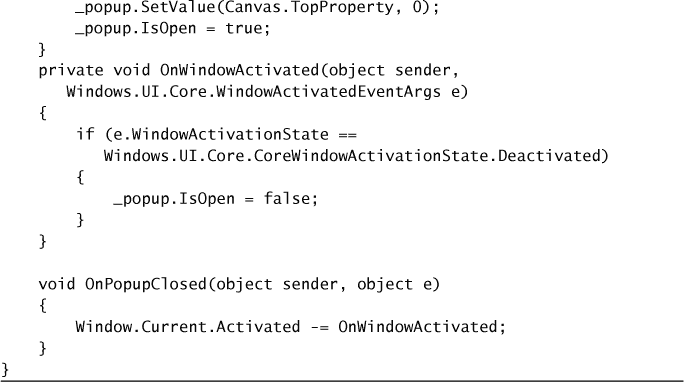 _popup.SetValue(Canvas.TopProperty, 0);
_popup.IsOpen = true;
}
private void OnWindowActivated(object sender,
Windows.UI.Core.WindowActivatedEventArgs e)
{
if (e.WindowActivationState ==
Windows.UI.Core.CoreWindowActivationState.Deactivated)
{
_popup.IsOpen = false;
}
}
void OnPopupClosed(object sender, object e)
{
Window.Current.Activated -= OnWindowActivated;
}
}